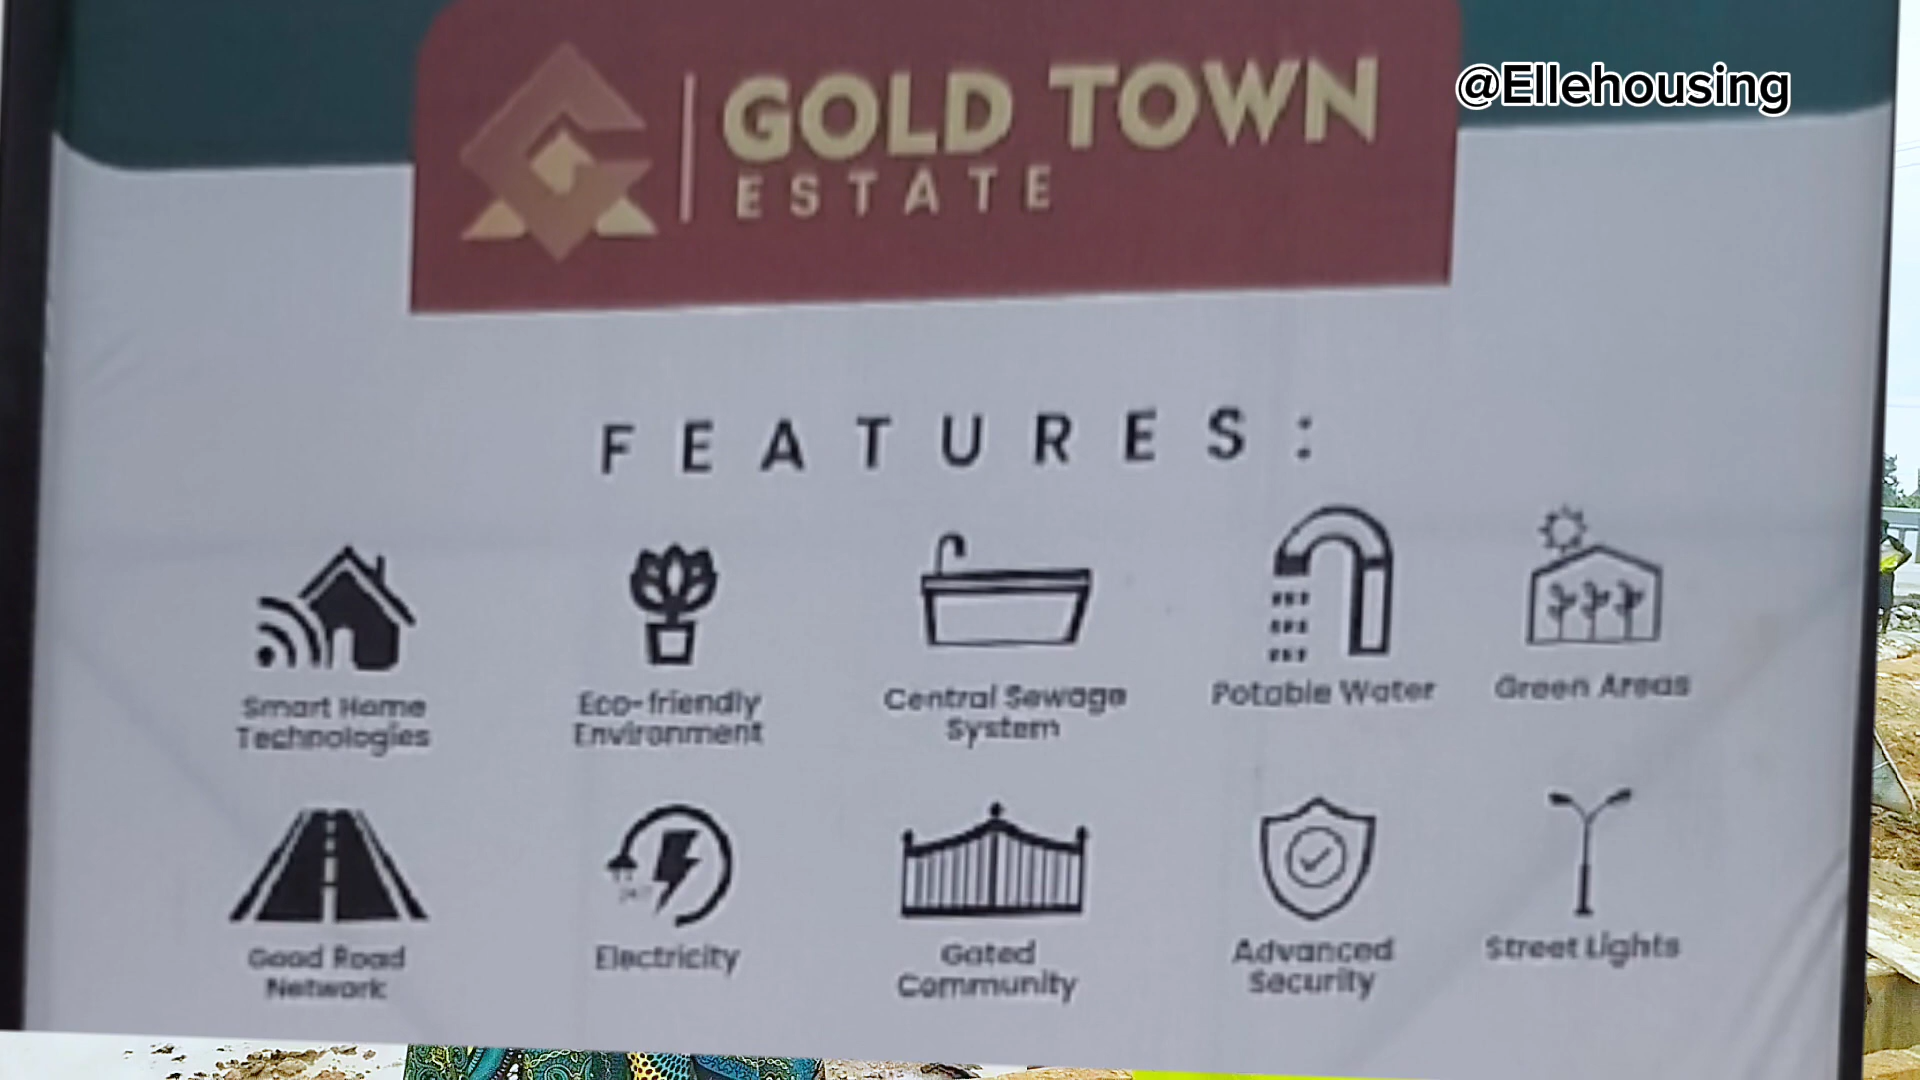 GOLD TOWN
ESTATE
@Ellehousing
FEATURES:
Smart Home
Technologies
Eco-friendly
Environment
Central Sewage
System
Potable Water
Green Areas
Good Road
Network
Electricity
Gated
Community
Advanced
Security
Street Lights